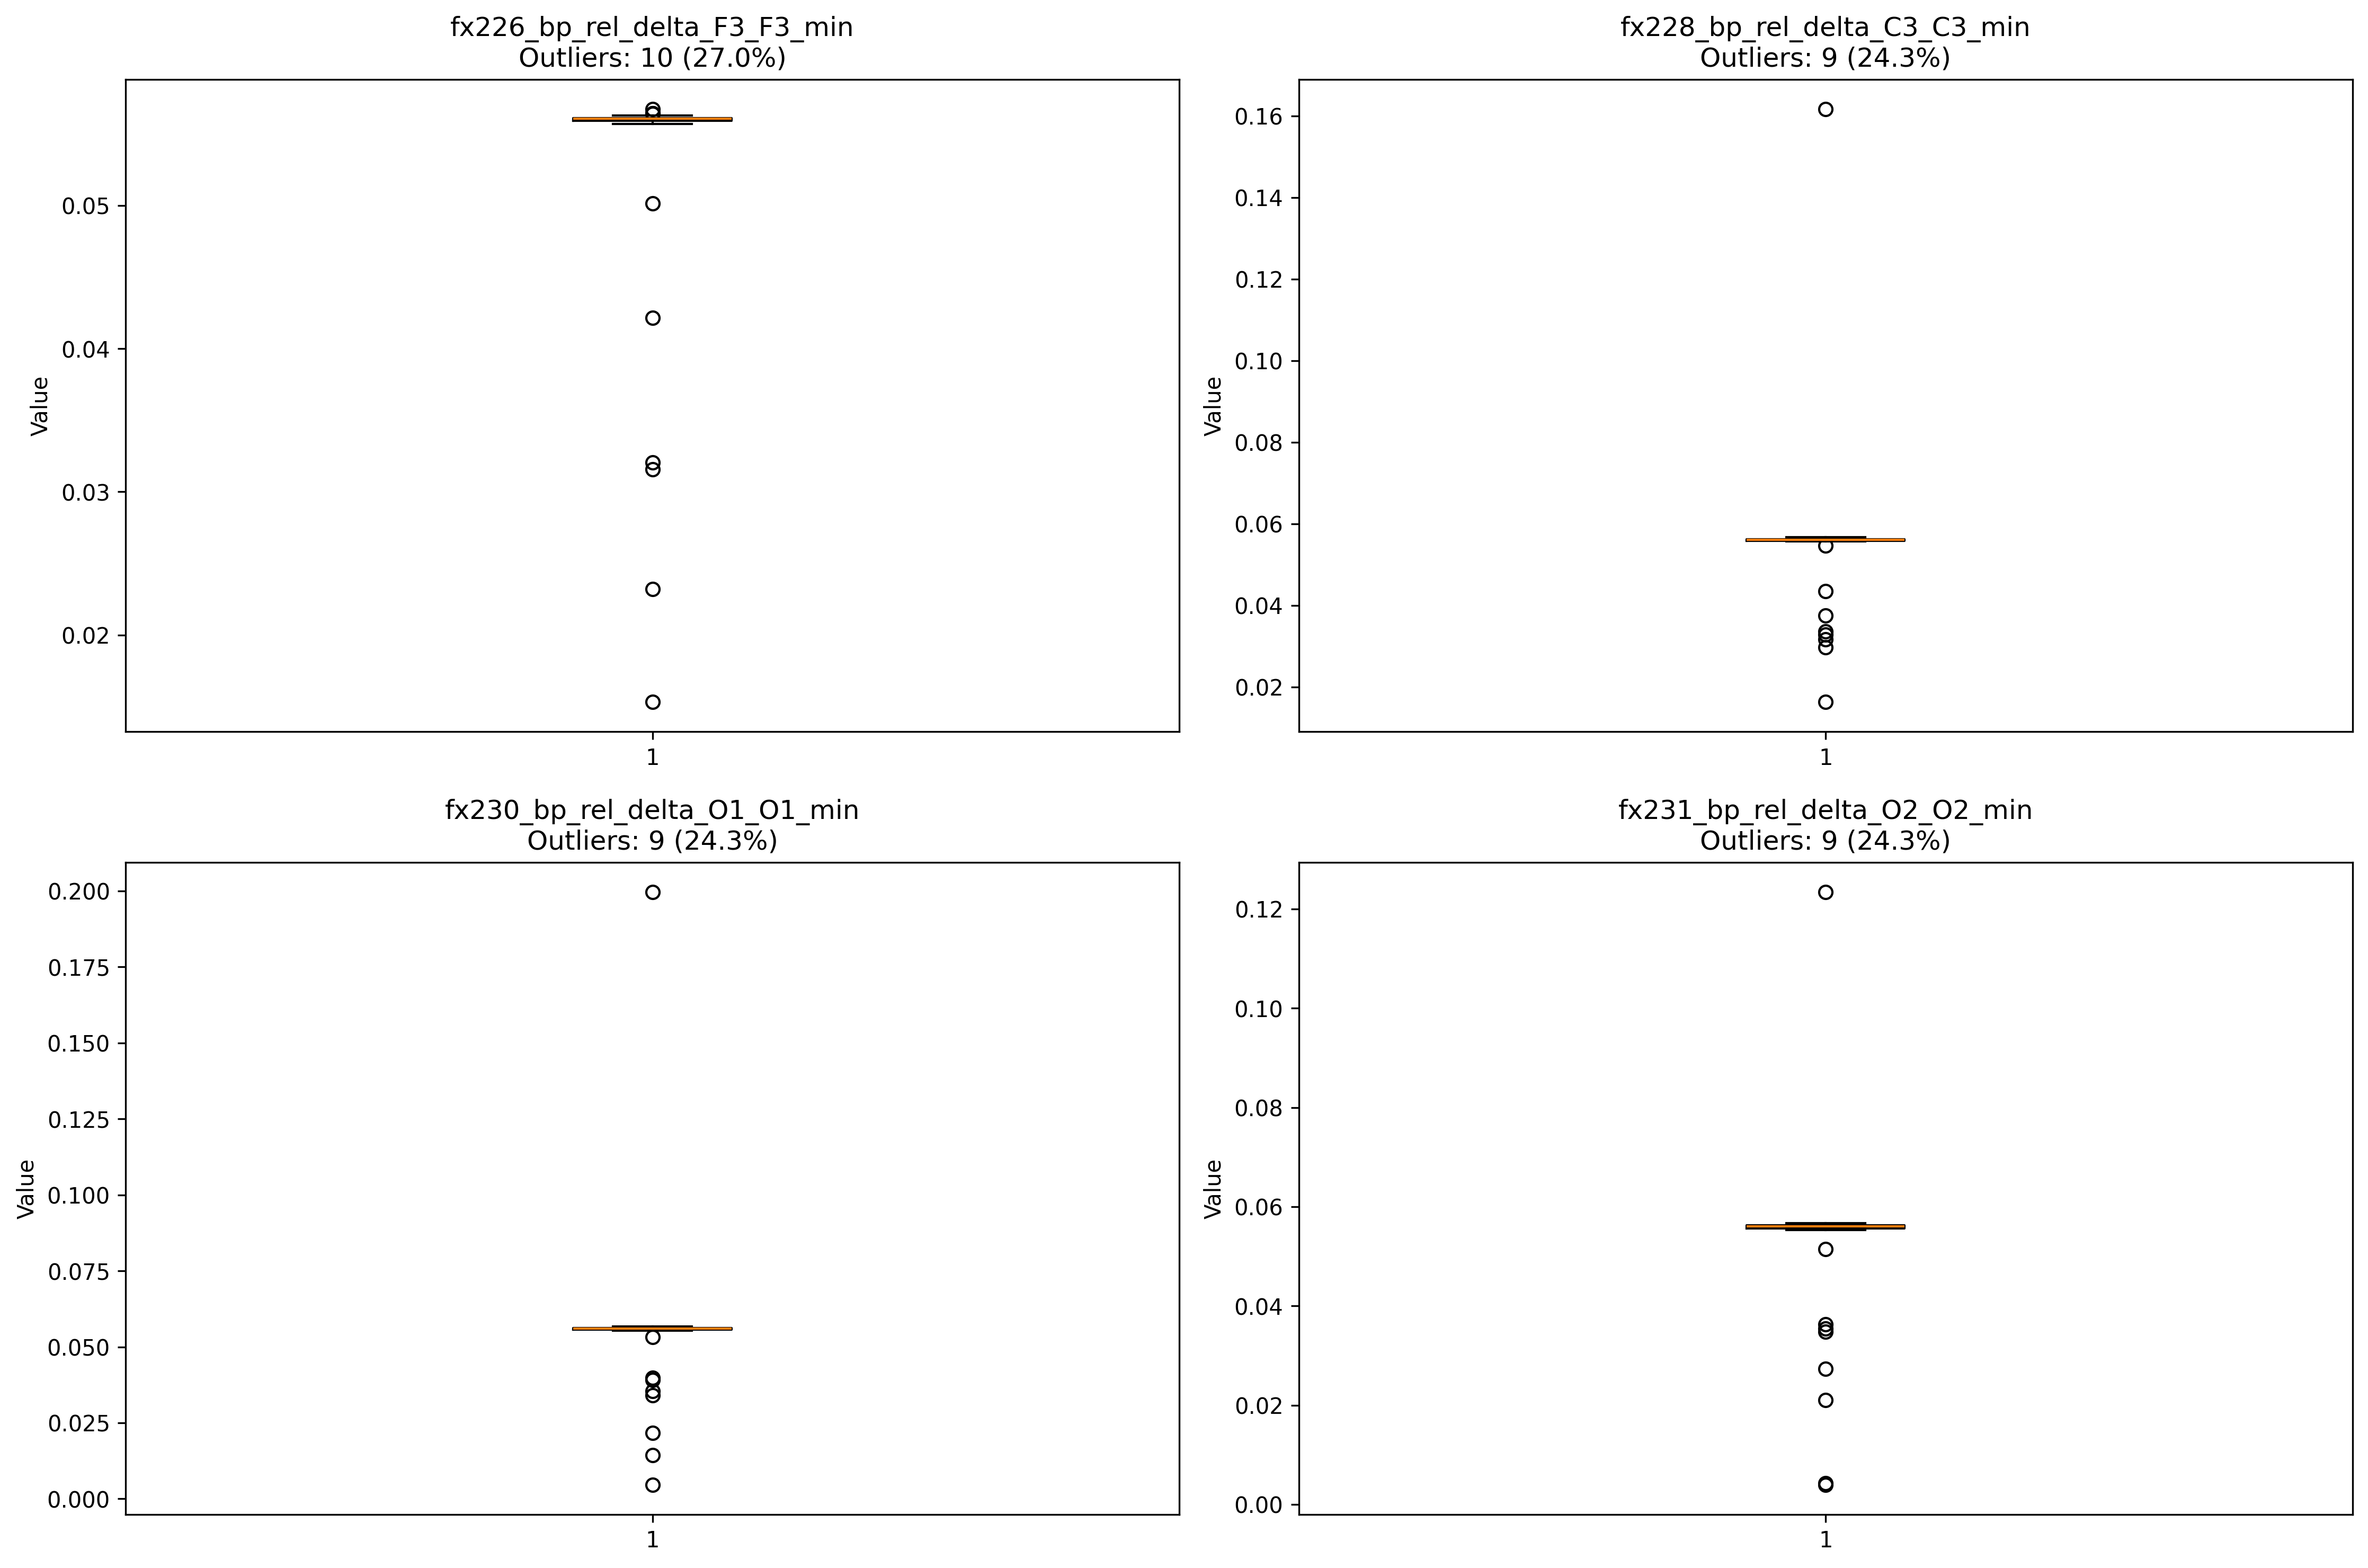 fx226_bp_rel_delta_F3_F3_min
Outliers: 10 (27.0%)
0.05
0.04
0.03
0.02
Value
1
fx228_bp_rel_delta_C3_C3_min
Outliers: 9 (24.3%)
0.16
0.14
0.12
0.10
0.08
0.06
0.04
0.02
Value
1
fx230_bp_rel_delta_O1_O1_min
Outliers: 9 (24.3%)
0.200
0.175
0.150
0.125
0.100
0.075
0.050
0.025
0.000
Value
1
fx231_bp_rel_delta_O2_O2_min
Outliers: 9 (24.3%)
0.12
0.10
0.08
0.06
0.04
0.02
0.00
Value
1